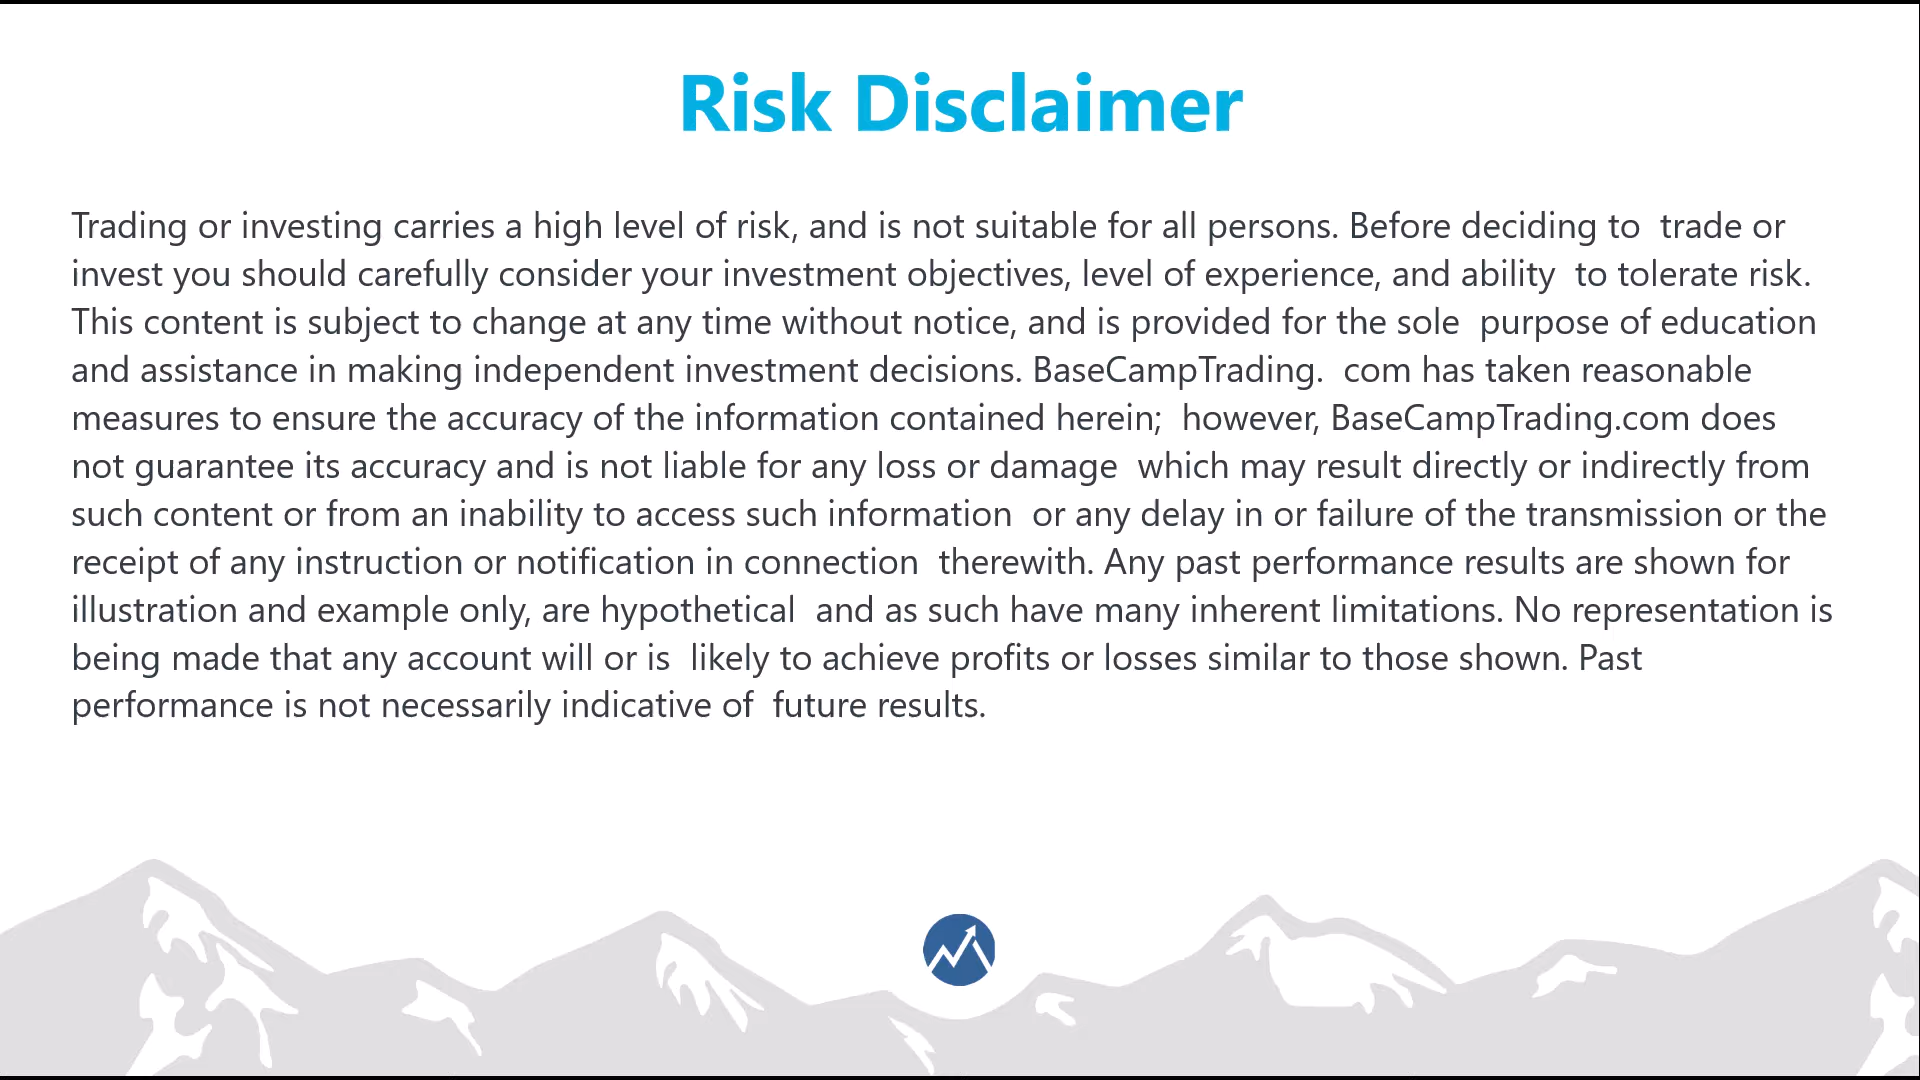 Risk Disclaimer
Trading or investing carries a high level of risk, and is not suitable for all persons. Before deciding to  trade or
invest you should carefully consider your investment objectives, level of experience, and ability  to tolerate risk.
This content is subject to change at any time without notice, and is provided for the sole  purpose of education
and assistance in making independent investment decisions. BaseCampTrading.  com has taken reasonable
measures to ensure the accuracy of the information contained herein;  however, BaseCampTrading.com does
not guarantee its accuracy and is not liable for any loss or damage  which may result directly or indirectly from
such content or from an inability to access such information  or any delay in or failure of the transmission or the
receipt of any instruction or notification in connection  therewith. Any past performance results are shown for
illustration and example only, are hypothetical  and as such have many inherent limitations. No representation is
being made that any account will or is  likely to achieve profits or losses similar to those shown. Past
performance is not necessarily indicative of  future results.